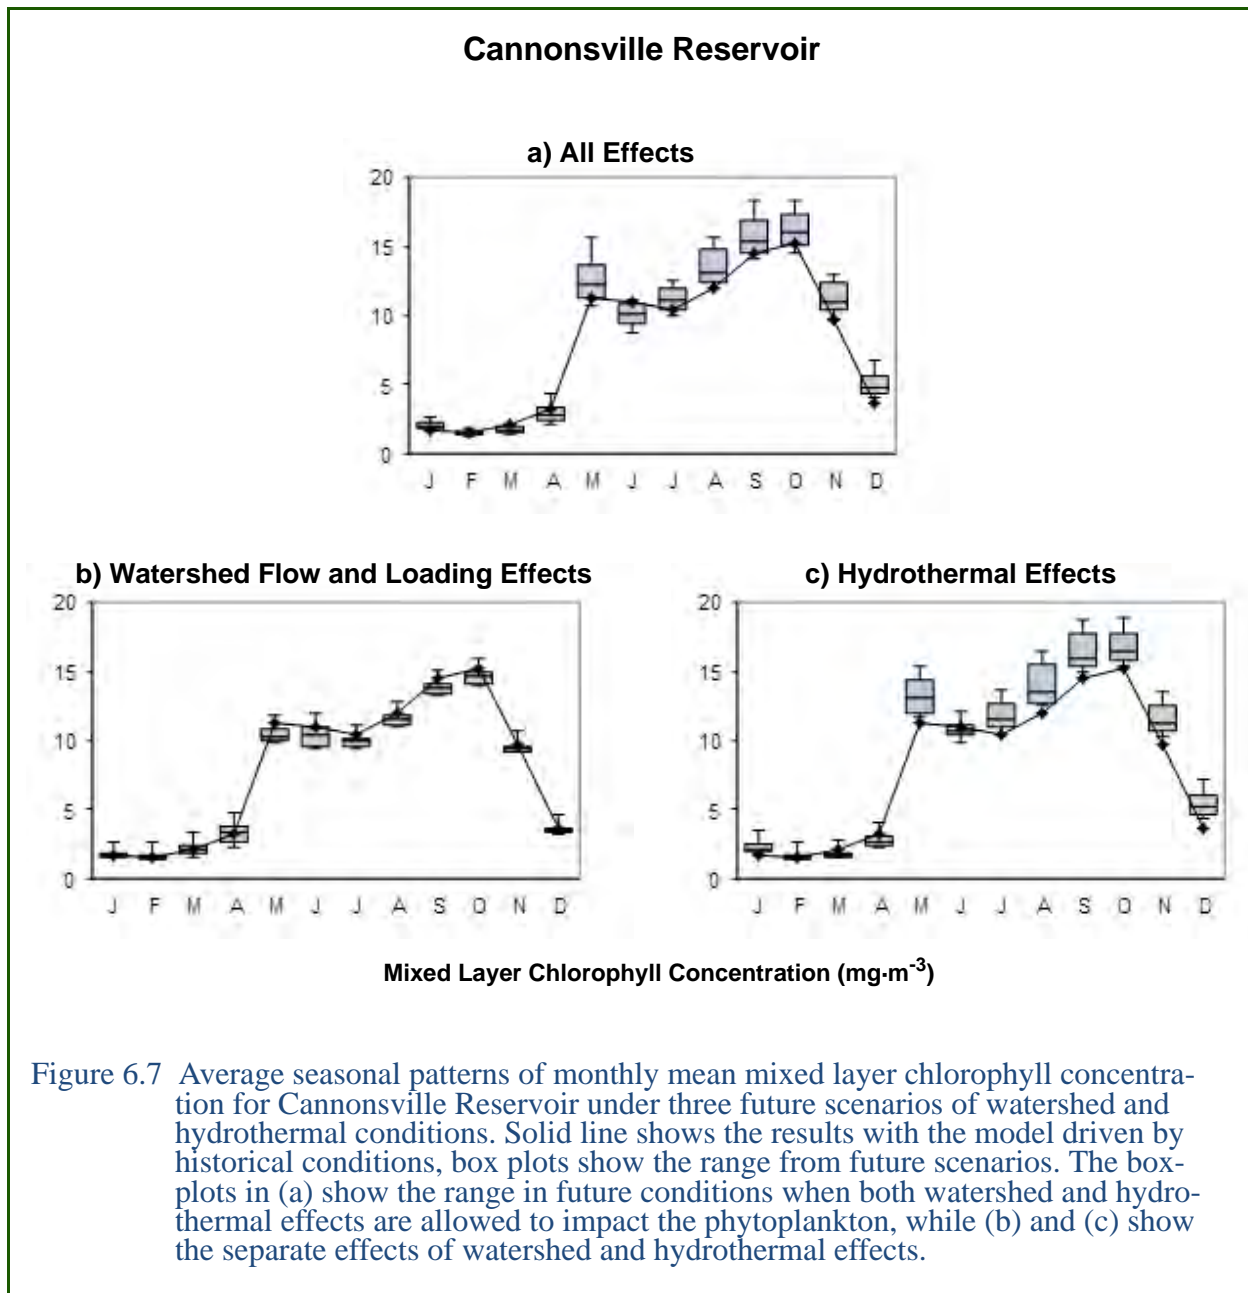 Cannonsville Reservoir
a) All Effects
20
15
10
5
0
J F M A M J J A S O N D
b) Watershed Flow and Loading Effects
20
15
10
5
0
J F M A M J J A S O N D
c) Hydrothermal Effects
20
15
10
5
0
J F M A M J J A S O N D
Mixed Layer Chlorophyll Concentration (mg·m-3)
Figure 6.7 Average seasonal patterns of monthly mean mixed layer chlorophyll concentra-
tion for Cannonsville Reservoir under three future scenarios of watershed and
hydrothermal conditions. Solid line shows the results with the model driven by
historical conditions, box plots show the range from future scenarios. The box-
plots in (a) show the range in future conditions when both watershed and hydro-
thermal effects are allowed to impact the phytoplankton, while (b) and (c) show
the separate effects of watershed and hydrothermal effects.